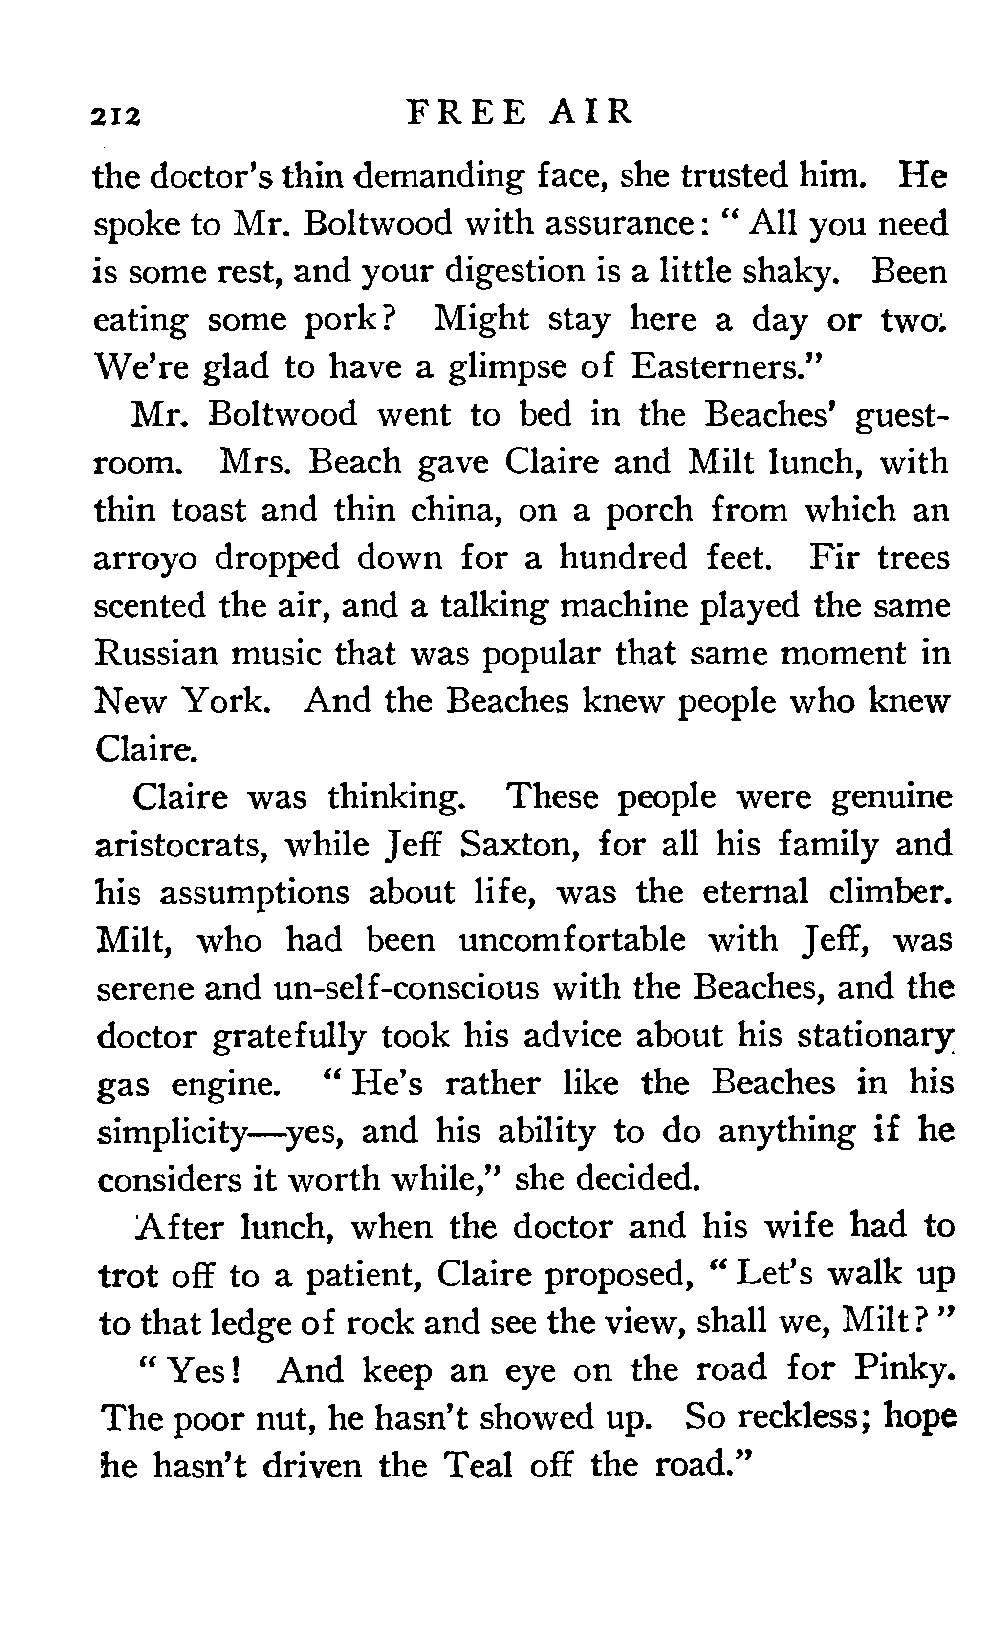 212 FREE AIR
the doctor's thin demanding face, she trusted him. He
spoke to Mr. Boltwood with assurance: “ All you need
is some rest, and your digestion is a little shaky. Been
eating some pork? Might stay here a day or two.
We're glad to have a glimpse of Easterners.”
Mr. Boltwood went to bed in the Beaches' guest-
room. Mrs. Beach gave Claire and Milt lunch, with
thin toast and thin china, on a porch from which an
arroyo dropped down for a hundred feet. Fir trees
scented the air, and a talking machine played the same
Russian music that was popular that same moment in
New York. And the Beaches knew people who knew
Claire.
Claire was thinking. These people were genuine
aristocrats, while Jeff Saxton, for all his family and
his assumptions about life, was the eternal climber.
Milt, who had been uncomfortable with Jeff, was
serene and un-self-conscious with the Beaches, and the
doctor gratefully took his advice about his stationary
gas engine. “ He's rather like the Beaches in his
simplicity—yes, and his ability to do anything if he
considers it worth while,” she decided.
After lunch, when the doctor and his wife had to
trot off to a patient, Claire proposed, “ Let's walk up
to that ledge of rock and see the view, shall we, Milt? ”
“ Yes! And keep an eye on the road for Pinky.
The poor nut, he hasn't showed up. So reckless; hope
he hasn't driven the Teal off the road.”